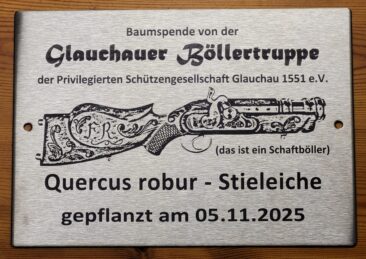 Baumspende von der
Glauchauer Böllertruppe
der Privilegierten Schützengesellschaft Glauchau 1551 e.V.
F.R.
(das ist ein Schaftböller)
Quercus robur - Stieleiche
gepflanzt am 05.11.2025